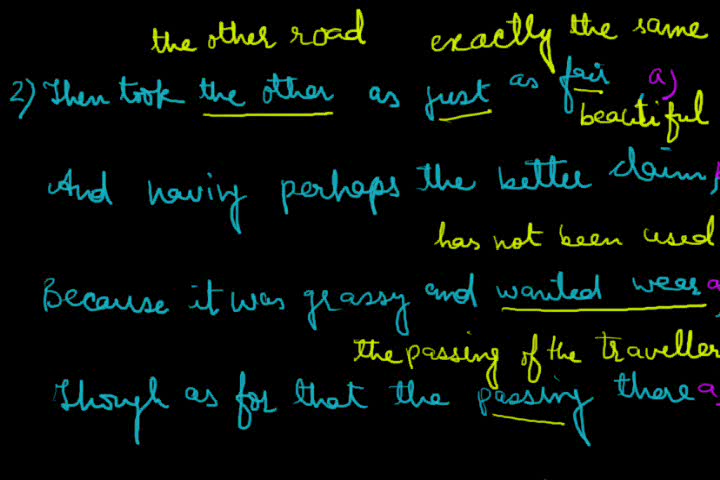 the other road exactly the same
2) Then took the other as just as fair a)
beautiful
And having perhaps the better claim,
has not been used
Because it was grassy and wanted wear a
the passing of the traveller
Though as for that the passing there a)